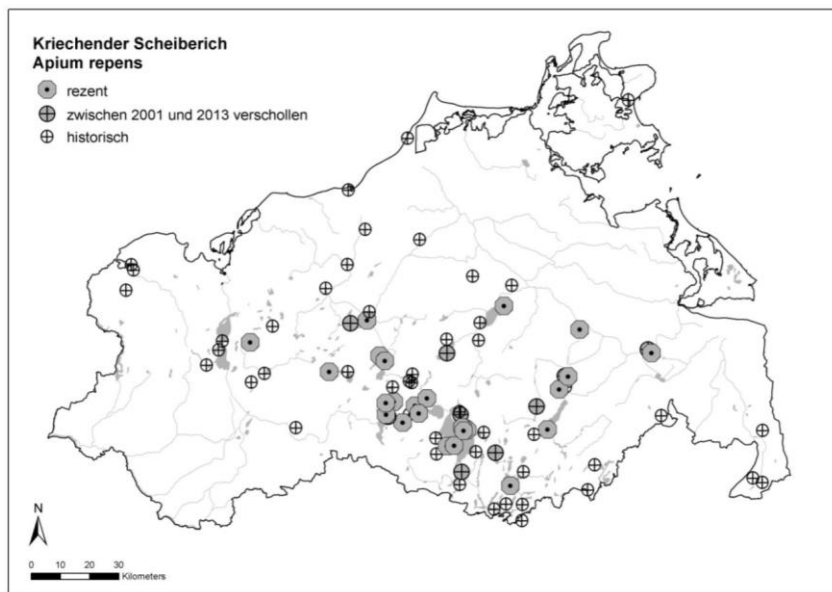 Kriechender Scheiberich
Apium repens
rezent
zwischen 2001 und 2013 verschollen
historisch
N
0 10 20 30
Kilometers